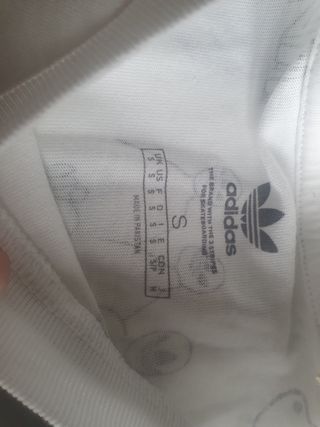 adidas
THE BRAND WITH THE 3 STRIPES
FOR SKATEBOARDING
S
UK US F D I E CDN J
S S S S S S S/P M
MADE IN PAKISTAN